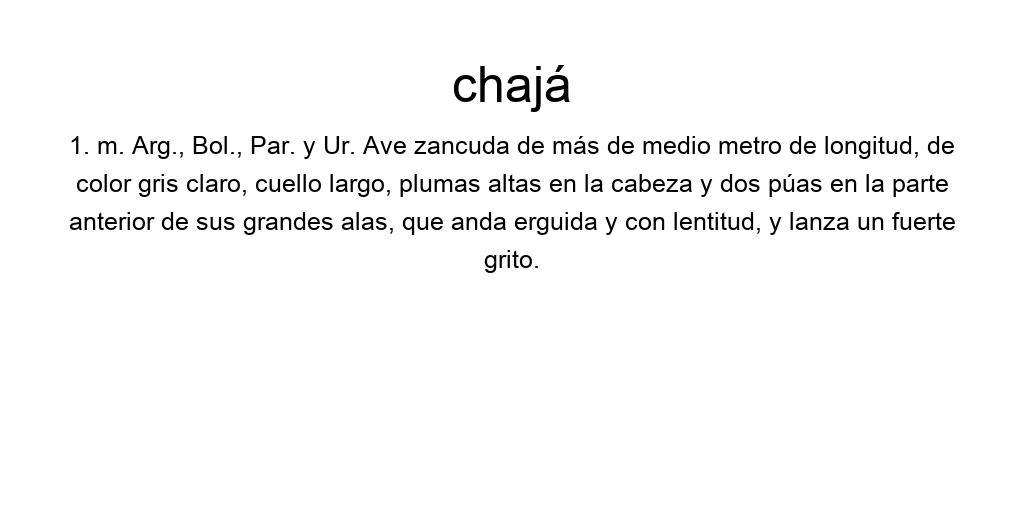 chajá
1. m. Arg., Bol., Par. y Ur. Ave zancuda de más de medio metro de longitud, de
color gris claro, cuello largo, plumas altas en la cabeza y dos púas en la parte
anterior de sus grandes alas, que anda erguida y con lentitud, y lanza un fuerte
grito.